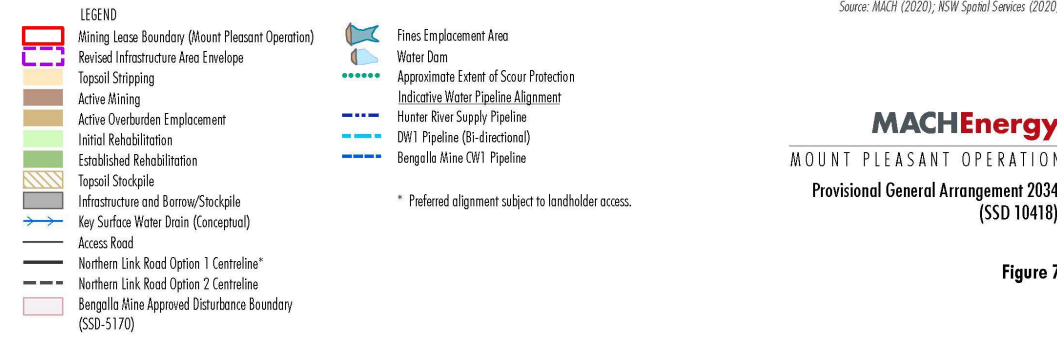 LEGEND
Mining Lease Boundary (Mount Pleasant Operation)
Revised Infrastructure Area Envelope
Topsoil Stripping
Active Mining
Active Overburden Emplacement
Initial Rehabilitation
Established Rehabilitation
Topsoil Stockpile
Infrastructure and Borrow/Stockpile
Key Surface Water Drain (Conceptual)
Access Road
Northern Link Road Option 1 Centreline*
Northern Link Road Option 2 Centreline
Bengalla Mine Approved Disturbance Boundary
(SSD-5170)
Fines Emplacement Area
Water Dam
Approximate Extent of Scour Protection
Indicative Water Pipeline Alignment
Hunter River Supply Pipeline
DW1 Pipeline (Bi-directional)
Bengalla Mine CW1 Pipeline
* Preferred alignment subject to landholder access.
Source: MACH (2020); NSW Spatial Services (2020
MACHEnergy
MOUNT PLEASANT OPERATION
Provisional General Arrangement 2034
(SSD 10418)
Figure 7